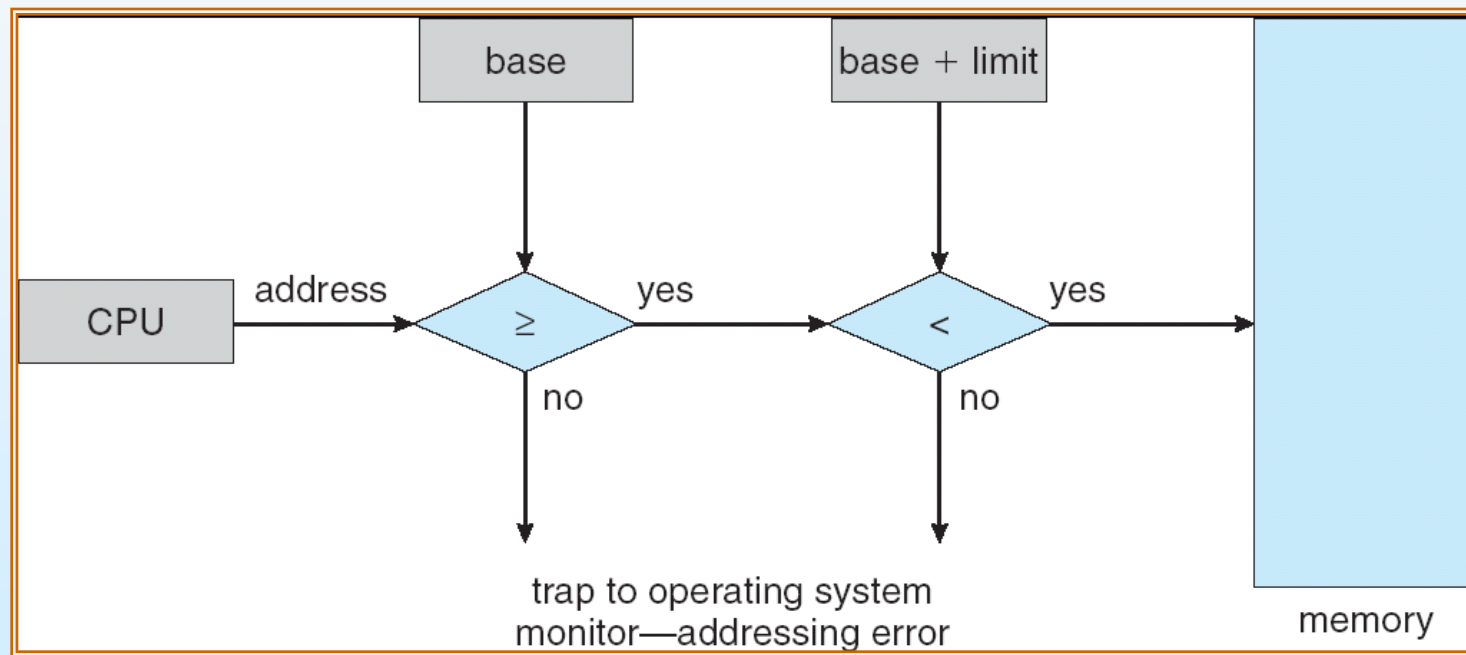 base
base + limit
CPU
address
≥
yes
<
yes
no
no
trap to operating system
monitor—addressing error
memory